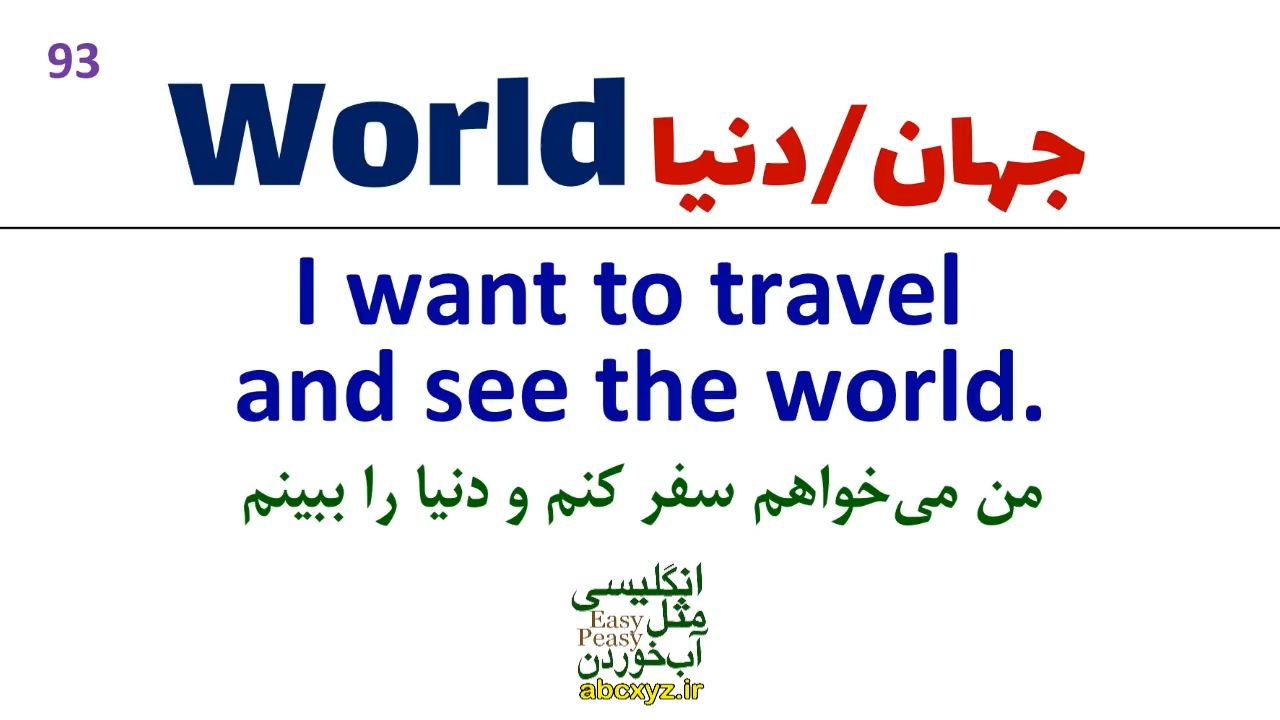 93
World جهان/دنیا
I want to travel
and see the world.
من می‌خواهم سفر کنم و دنیا را ببینم
انگلیسی
مثل
Easy
Peasy
آب‌خوردن
abcxyz.ir